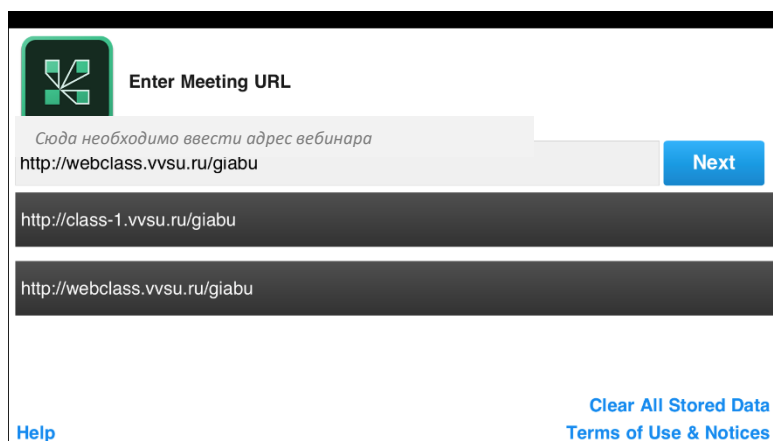 Enter Meeting URL
Сюда необходимо ввести адрес вебинара
http://webclass.vvsu.ru/giabu
Next
http://class-1.vvsu.ru/giabu
http://webclass.vvsu.ru/giabu
Clear All Stored Data
Help
Terms of Use & Notices